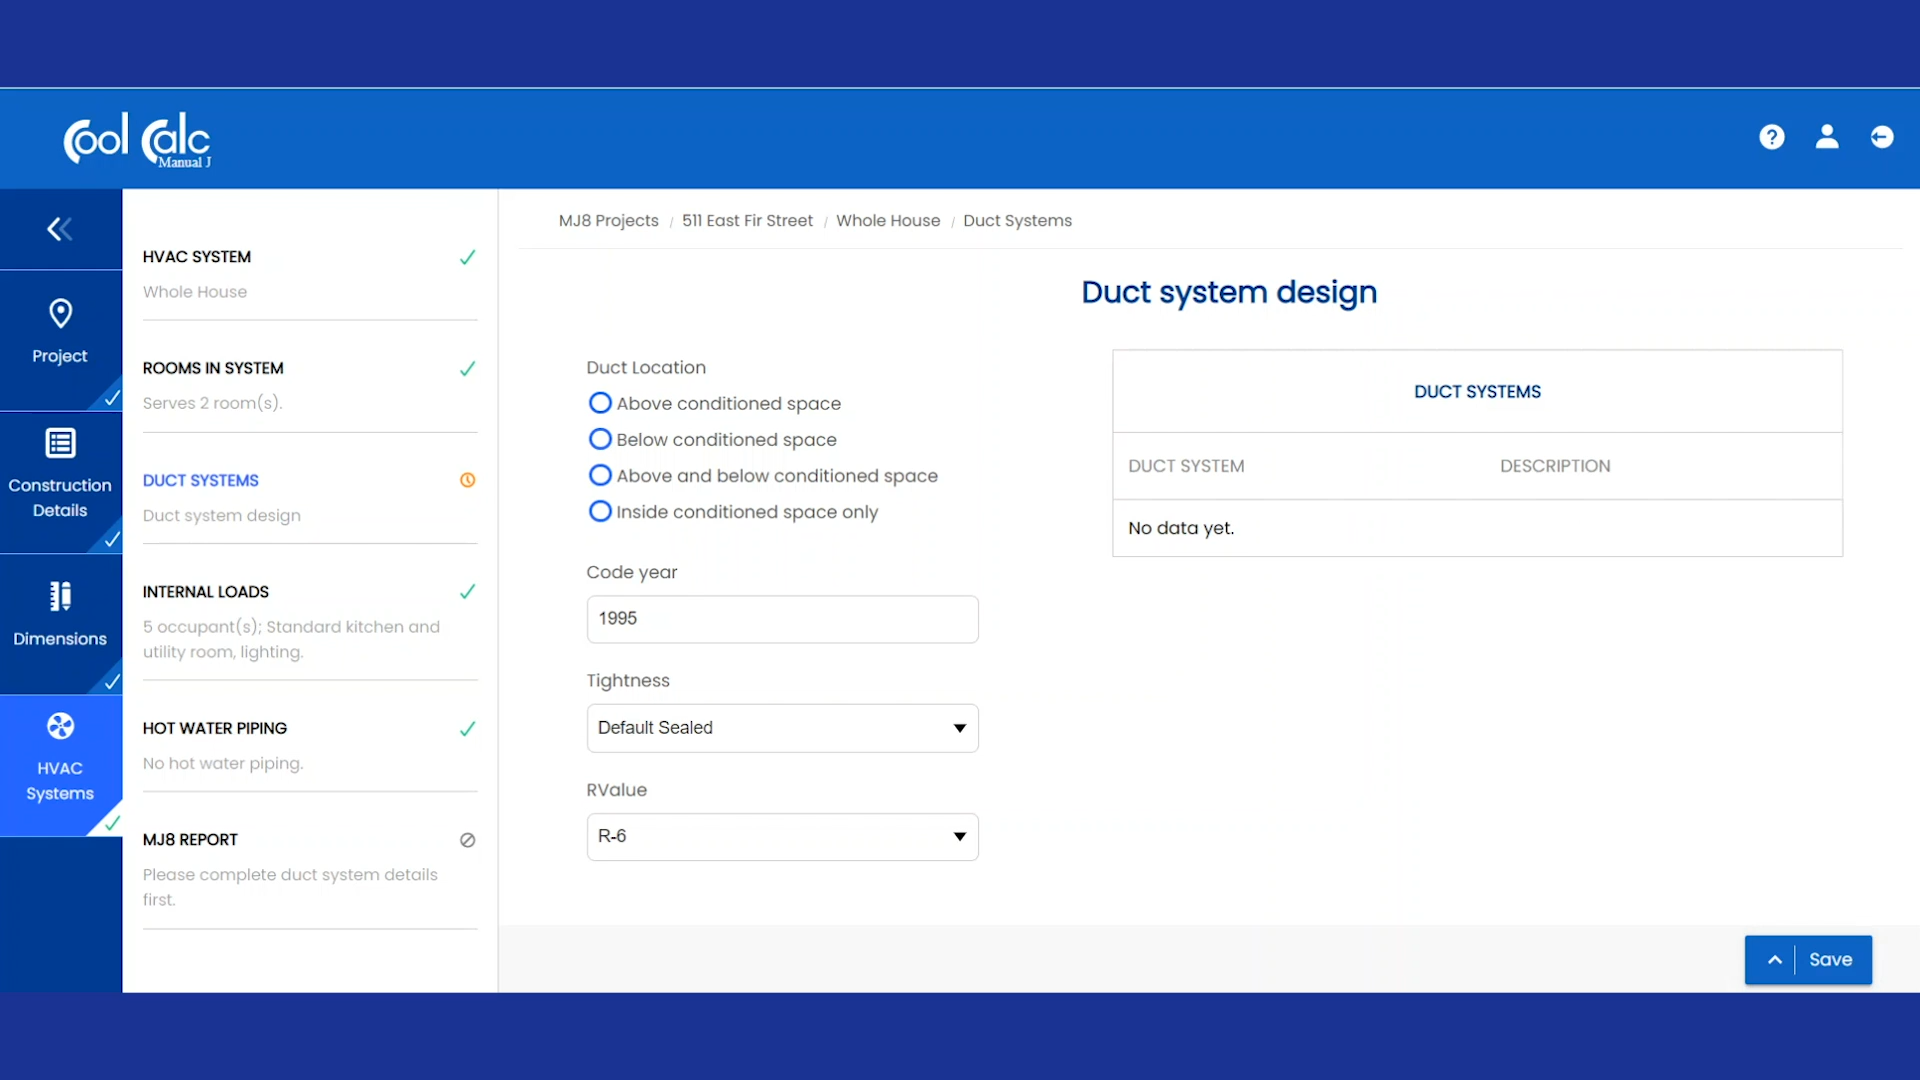 Cool Calc
Manual J
?
Project
Construction
Details
Dimensions
HVAC
Systems
HVAC SYSTEM
Whole House
ROOMS IN SYSTEM
Serves 2 room(s).
DUCT SYSTEMS
Duct system design
INTERNAL LOADS
5 occupant(s); Standard kitchen and
utility room, lighting.
HOT WATER PIPING
No hot water piping.
MJ8 REPORT
Please complete duct system details
first.
MJ8 Projects / 511 East Fir Street / Whole House / Duct Systems
Duct system design
Duct Location
Above conditioned space
Below conditioned space
Above and below conditioned space
Inside conditioned space only
Code year
1995
Tightness
Default Sealed
RValue
R-6
DUCT SYSTEMS
DUCT SYSTEM DESCRIPTION
No data yet.
Save